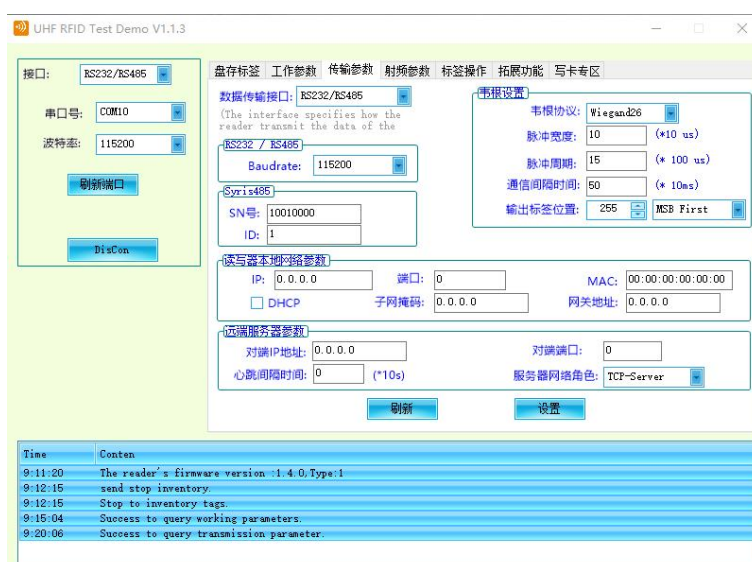 UHF RFID Test Demo V1.1.3
接口: RS232/RS485
串口号: COM10
波特率: 115200
刷新端口
DisCon
盘存标签 工作参数 传输参数 射频参数 标签操作 拓展功能 写卡专区
数据传输接口: RS232/RS485
(The interface specifies how the
reader transmit the data of the
RS232 / RS485
Baudrate: 115200
Syris485
SN号: 10010000
ID: 1
韦根设置
韦根协议: Wiegand26
脉冲宽度: 10 (*10 us)
脉冲周期: 15 (* 100 us)
通信间隔时间: 50 (* 10ms)
输出标签位置: 255 MSB First
读写器本地网络参数
IP: 0.0.0.0 端口: 0 MAC: 00:00:00:00:00:00
DHCP 子网掩码: 0.0.0.0 网关地址: 0.0.0.0
远端服务器参数
对端IP地址: 0.0.0.0 对端端口: 0
心跳间隔时间: 0 (*10s) 服务器网络角色: TCP-Server
刷新 设置
Time Conten
9:11:20 The reader's firmware version :1.4.0,Type:1
9:12:15 send stop inventory.
9:12:15 Stop to inventory tags.
9:15:04 Success to query working parameters.
9:20:06 Success to query transmission parameter.